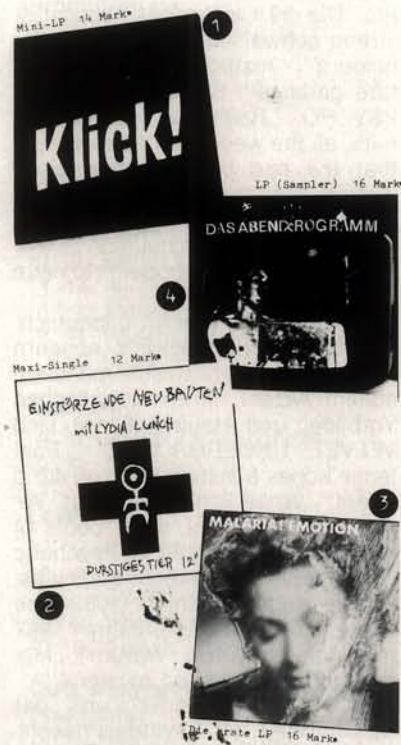 Mini-LP 14 Mark
1
Klick!
LP (Sampler) 16 Mark
DAS ABENDPROGRAMM
4
Maxi-Single 12 Mark
EINSTÜRZENDE NEUBAUTEN
mit LYDIA LUNCH
DURSTIGES TIER 12"
3
MALARIA! EMOTION
2
Die erste LP 16 Mark